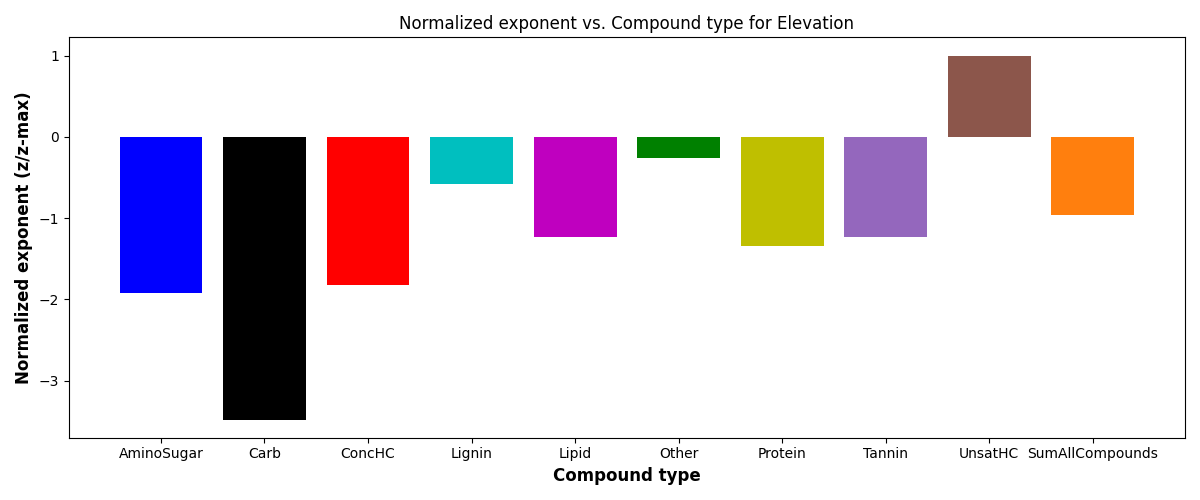 Normalized exponent vs. Compound type for Elevation
Normalized exponent (z/z-max)
1
0
−1
−2
−3
AminoSugar
Carb
ConcHC
Lignin
Lipid
Other
Protein
Tannin
UnsatHC
SumAllCompounds
Compound type